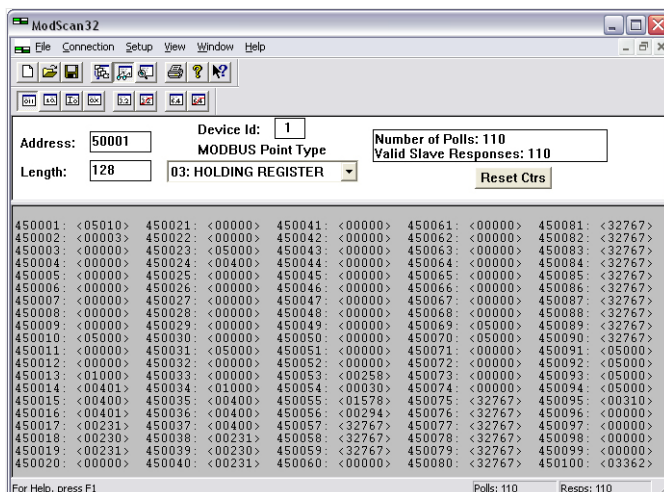 ModScan32
File Connection Setup View Window Help
Address: 50001
Device Id: 1
MODBUS Point Type
Length: 128
03: HOLDING REGISTER
Number of Polls: 110
Valid Slave Responses: 110
Reset Ctrs
450001: <05010> 450021: <00000> 450041: <00000> 450061: <00000> 450081: <32767>
450002: <00003> 450022: <00000> 450042: <00000> 450062: <00000> 450082: <32767>
450003: <00000> 450023: <05000> 450043: <00000> 450063: <00000> 450083: <32767>
450004: <00000> 450024: <00400> 450044: <00000> 450064: <00000> 450084: <32767>
450005: <00000> 450025: <00000> 450045: <00000> 450065: <00000> 450085: <32767>
450006: <00000> 450026: <00000> 450046: <00000> 450066: <00000> 450086: <32767>
450007: <00000> 450027: <00000> 450047: <00000> 450067: <00000> 450087: <32767>
450008: <00000> 450028: <00000> 450048: <00000> 450068: <00000> 450088: <32767>
450009: <00000> 450029: <00000> 450049: <00000> 450069: <05000> 450089: <32767>
450010: <05000> 450030: <00000> 450050: <00000> 450070: <05000> 450090: <32767>
450011: <00000> 450031: <05000> 450051: <00000> 450071: <00000> 450091: <05000>
450012: <00000> 450032: <00000> 450052: <00000> 450072: <00000> 450092: <05000>
450013: <01000> 450033: <00000> 450053: <00258> 450073: <00000> 450093: <05000>
450014: <00401> 450034: <01000> 450054: <00030> 450074: <00000> 450094: <05000>
450015: <00400> 450035: <00400> 450055: <01578> 450075: <32767> 450095: <00310>
450016: <00401> 450036: <00400> 450056: <00294> 450076: <32767> 450096: <00000>
450017: <00231> 450037: <00400> 450057: <32767> 450077: <32767> 450097: <00000>
450018: <00230> 450038: <00231> 450058: <32767> 450078: <32767> 450098: <00000>
450019: <00231> 450039: <00230> 450059: <32767> 450079: <32767> 450099: <00000>
450020: <00000> 450040: <00231> 450060: <00000> 450080: <32767> 450100: <03362>
For Help, press F1
Polls: 110
Resps: 110